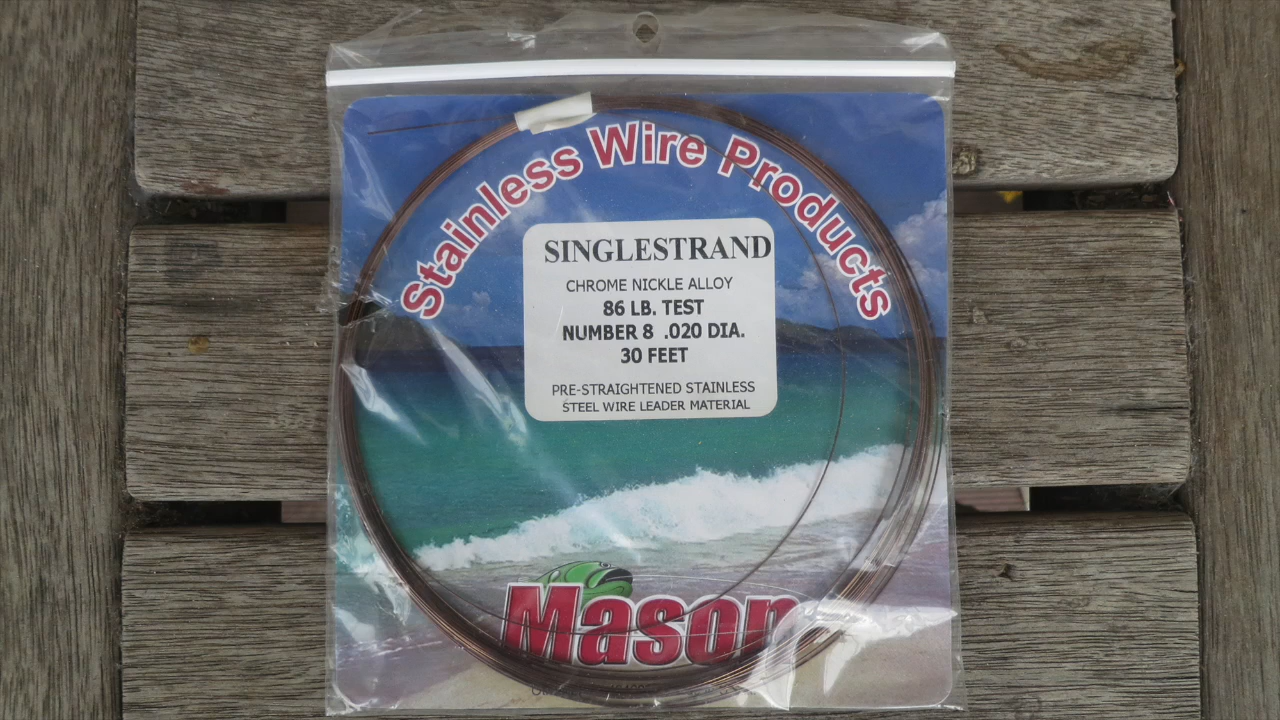 Stainless Wire Products
SINGLESTRAND
CHROME NICKLE ALLOY
86 LB. TEST
NUMBER 8 .020 DIA.
30 FEET
PRE-STRAIGHTENED STAINLESS
STEEL WIRE LEADER MATERIAL
Mason